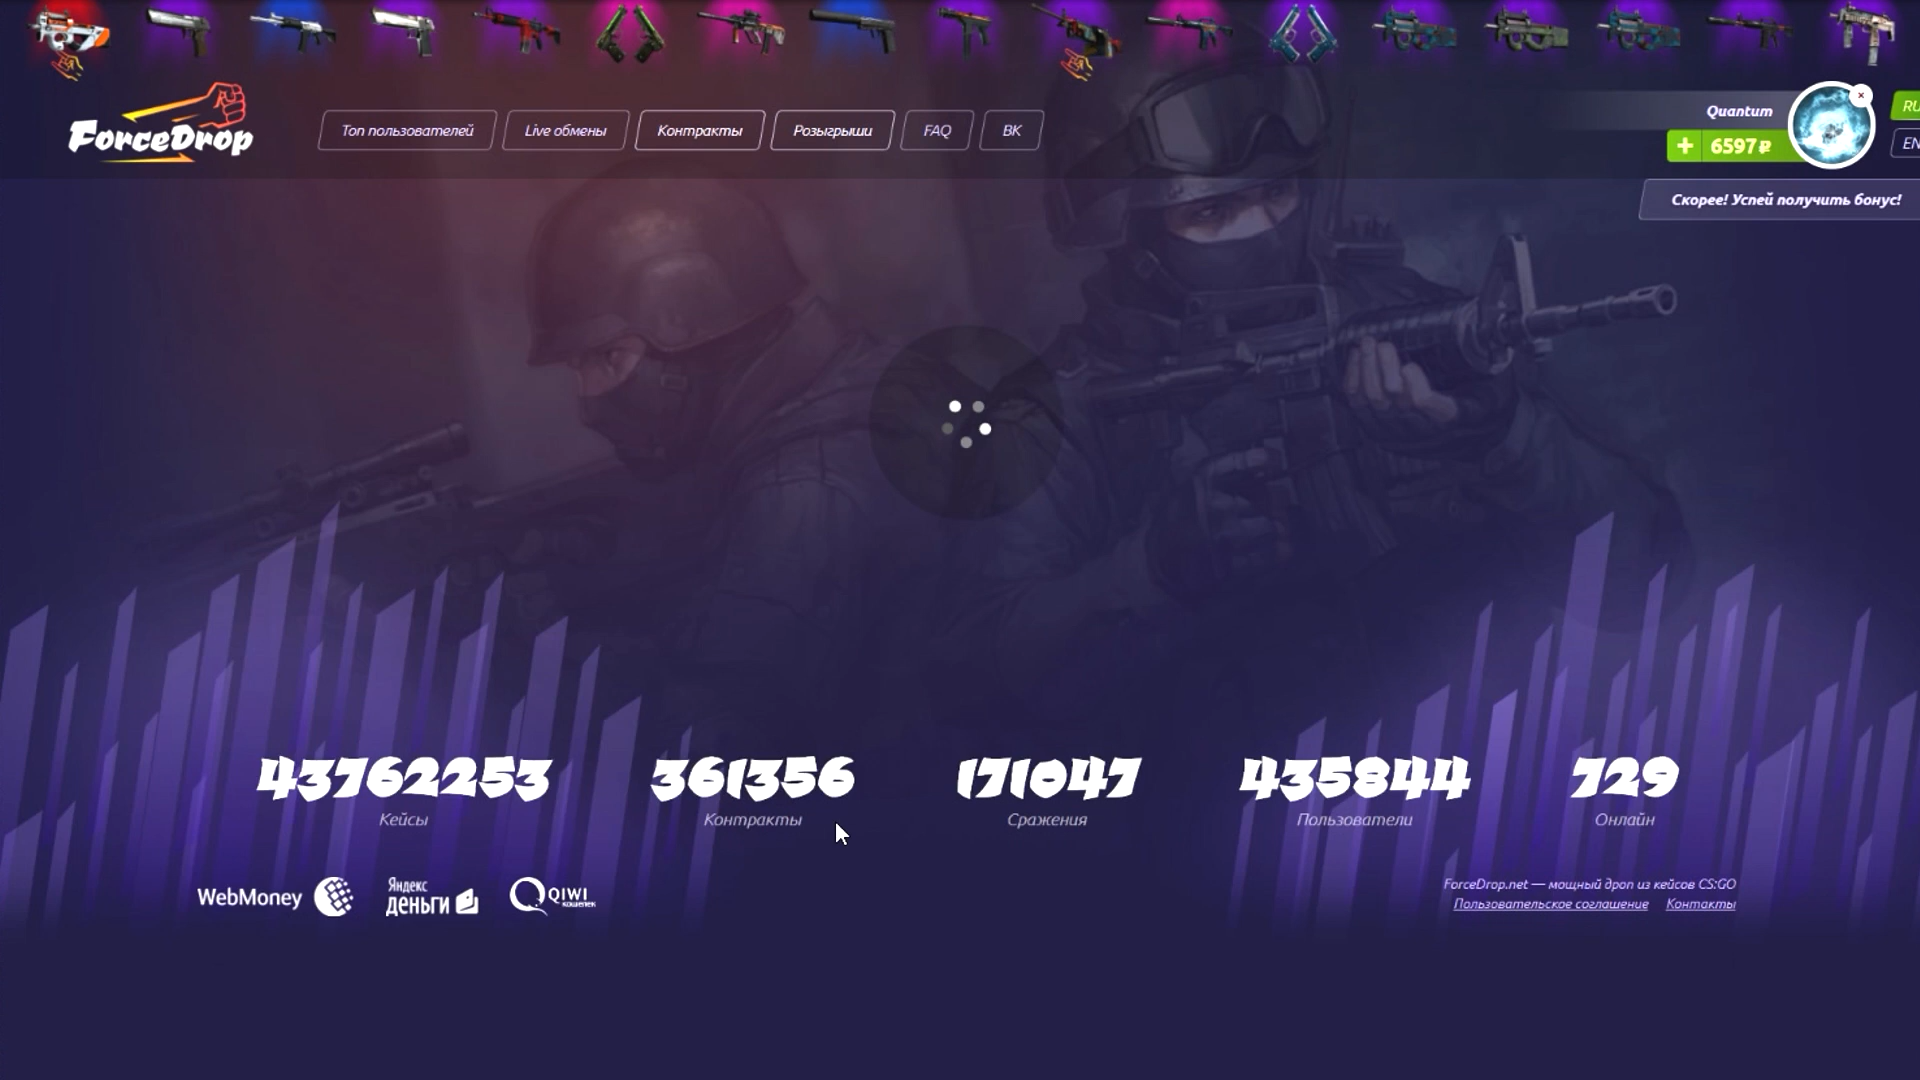 ForceDrop
Топ пользователей
Live обмены
Контракты
Розыгрыши
FAQ
ВК
Quantum
+ 6597₽
RU
EN
Скорее! Успей получить бонус!
43762253
Кейсы
361356
Контракты
171047
Сражения
435844
Пользователи
729
Онлайн
WebMoney
Яндекс
деньги
QIWI
кошелек
ForceDrop.net — мощный дроп из кейсов CS:GO
Пользовательское соглашение Контакты